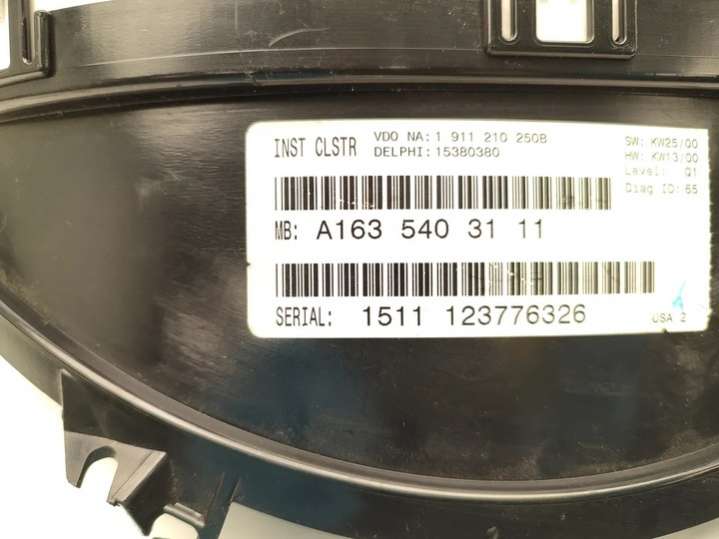 INST CLSTR
VDO NA: 1 911 210 250B
DELPHI: 15380380
SW: KW25/00
HW: KW13/00
Level: Q1
Diag ID: 65
MB: A163 540 31 11
SERIAL: 1511 123776326
USA 2